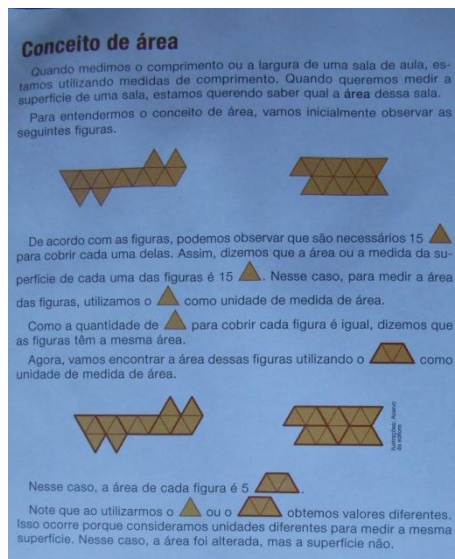 Conceito de área
Quando medimos o comprimento ou a largura de uma sala de aula, es-
tamos utilizando medidas de comprimento. Quando queremos medir a
superfície de uma sala, estamos querendo saber qual a área dessa sala.
Para entendermos o conceito de área, vamos inicialmente observar as
seguintes figuras.
De acordo com as figuras, podemos observar que são necessários 15
para cobrir cada uma delas. Assim, dizemos que a área ou a medida da su-
perfície de cada uma das figuras é 15 . Nesse caso, para medir a área
das figuras, utilizamos o como unidade de medida de área.
Como a quantidade de para cobrir cada figura é igual, dizemos que
as figuras têm a mesma área.
Agora, vamos encontrar a área dessas figuras utilizando o como
unidade de medida de área.
Ilustrações: Acervo
da editora
Nesse caso, a área de cada figura é 5 .
Note que ao utilizarmos o ou o obtemos valores diferentes.
Isso ocorre porque consideramos unidades diferentes para medir a mesma
superfície. Nesse caso, a área foi alterada, mas a superfície não.